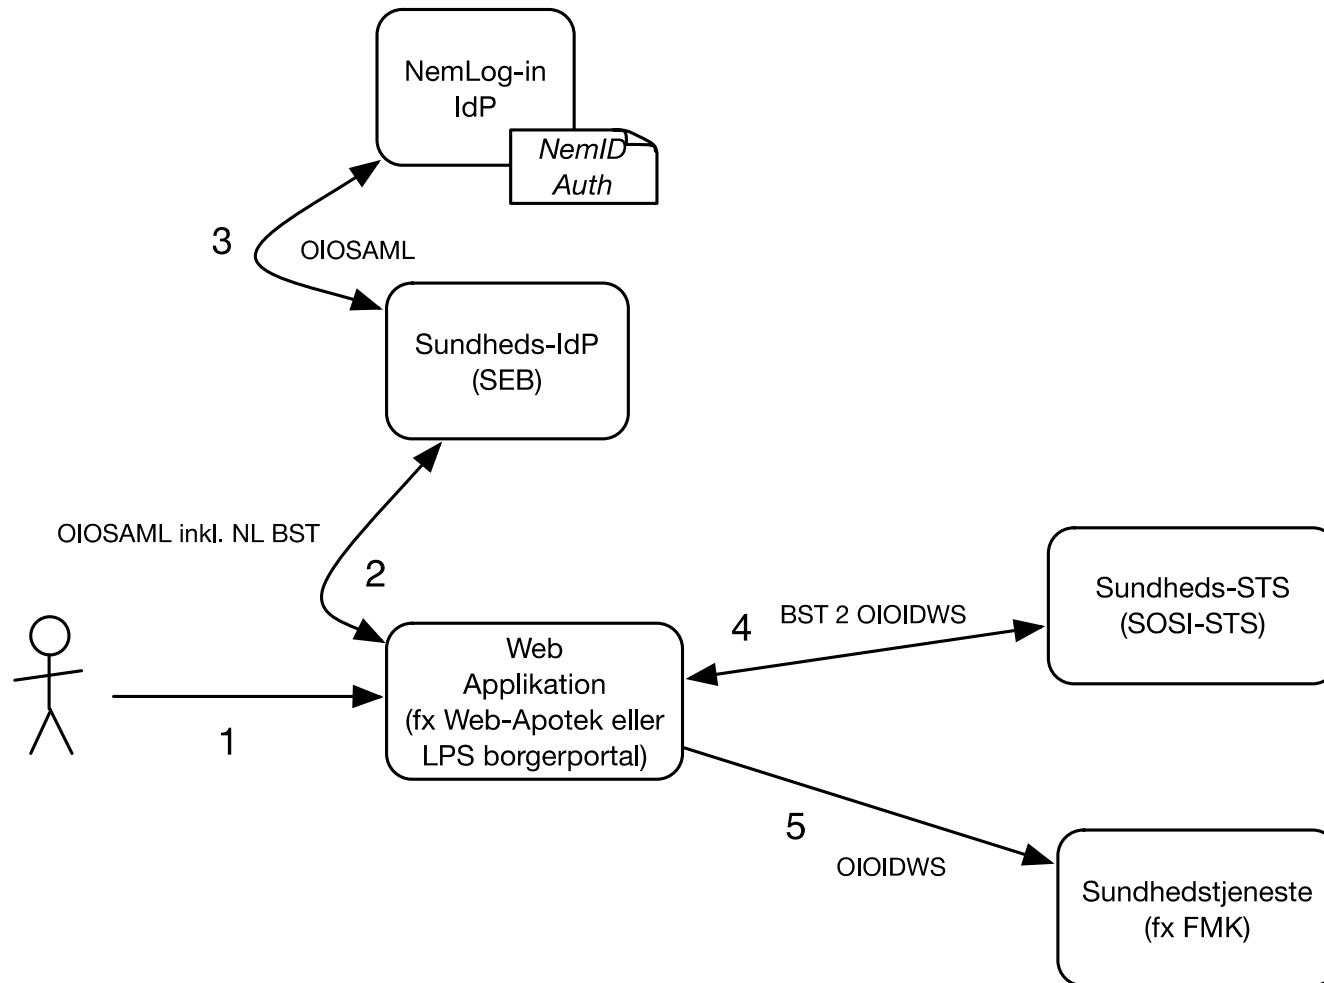 NemLog-in
IdP
NemID
Auth
3
OIOSAML
Sundheds-IdP
(SEB)
OIOSAML inkl. NL BST
2
Sundheds-STS
(SOSI-STS)
4
BST 2 OIOIDWS
Web
Applikation
(fx Web-Apotek eller
LPS borgerportal)
1
5
OIOIDWS
Sundhedstjeneste
(fx FMK)